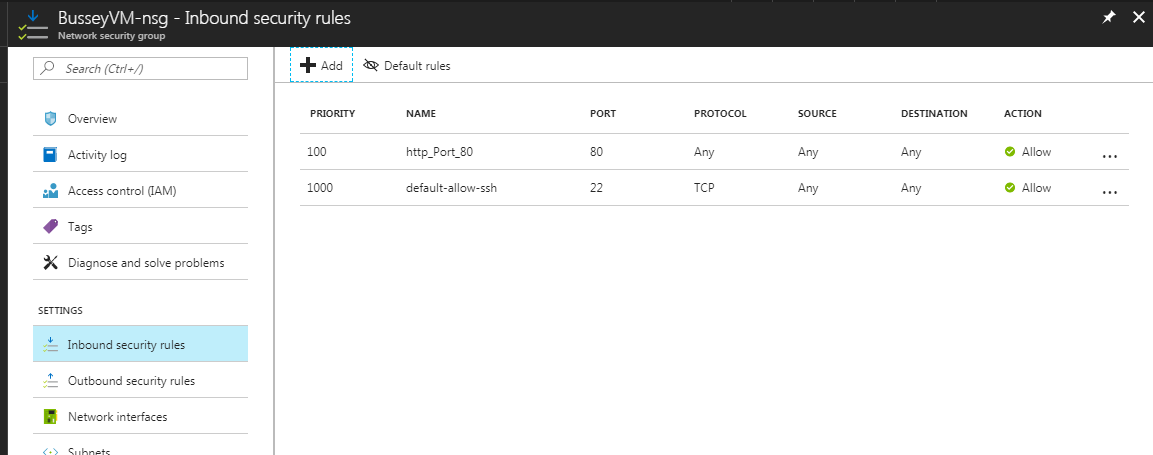 BusseyVM-nsg - Inbound security rules
Network security group
Search (Ctrl+/)
Overview
Activity log
Access control (IAM)
Tags
Diagnose and solve problems
SETTINGS
Inbound security rules
Outbound security rules
Network interfaces
Subnets
Add Default rules
PRIORITY NAME PORT PROTOCOL SOURCE DESTINATION ACTION
100 http_Port_80 80 Any Any Any Allow ...
1000 default-allow-ssh 22 TCP Any Any Allow ...